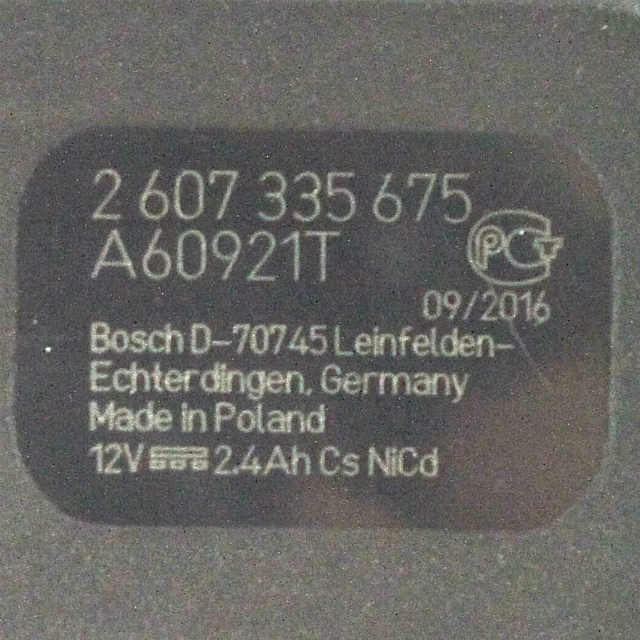 2 607 335 675
A60921T
PCT
09/2016
Bosch D-70745 Leinfelden-
Echterdingen, Germany
Made in Poland
12V 2.4Ah Cs NiCd